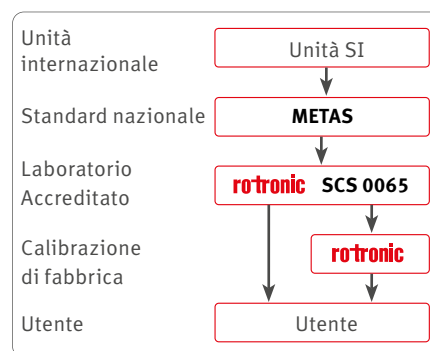 Unità
internazionale
Unità SI
Standard nazionale
METAS
Laboratorio
Accreditato
rotronic SCS 0065
Calibrazione
di fabbrica
rotronic
Utente
Utente